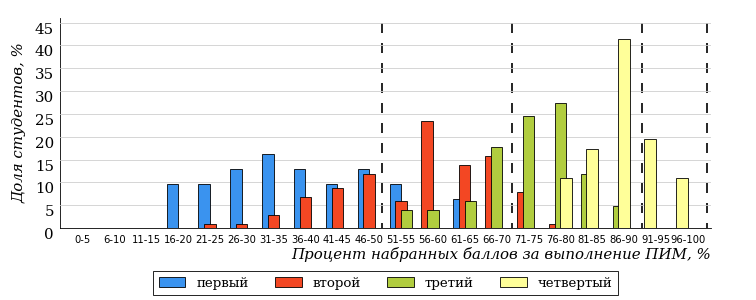 Доля студентов, %
45
40
35
30
25
20
15
10
5
0
0-5 6-10 11-15 16-20 21-25 26-30 31-35 36-40 41-45 46-50 51-55 56-60 61-65 66-70 71-75 76-80 81-85 86-90 91-95 96-100
Процент набранных баллов за выполнение ПИМ, %
первый второй третий четвертый